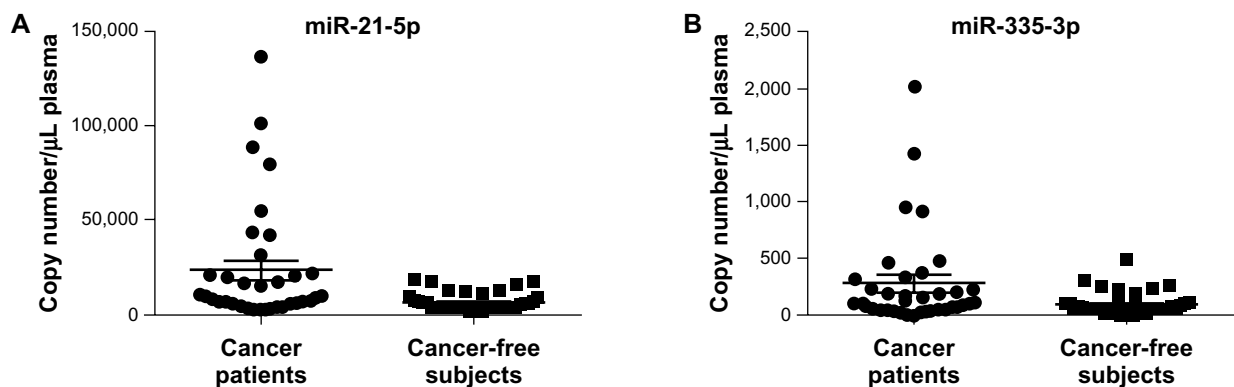 A
miR-21-5p
Copy number/μL plasma
150,000
100,000
50,000
0
Cancer
patients
Cancer-free
subjects
B
miR-335-3p
Copy number/μL plasma
2,500
2,000
1,500
1,000
500
0
Cancer
patients
Cancer-free
subjects